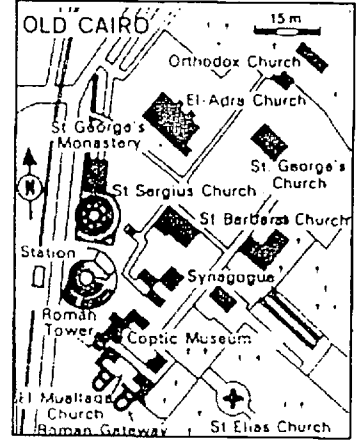 OLD CAIRO
15 m
Orthodox Church
El-Adra Church
St George's
Monastery
St. George's
Church
St Sergius Church
St Barbara's Church
Station
Synagogue
Roman
Tower
Coptic Museum
El Muallaqa
Church
Roman Gateway
St Elias Church
N